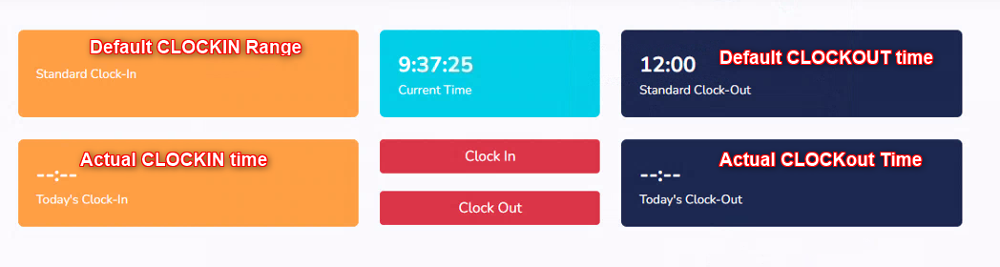 Default CLOCKIN Range
Standard Clock-In
9:37:25
Current Time
12:00
Default CLOCKOUT time
Standard Clock-Out
Actual CLOCKIN time
--:--
Today's Clock-In
Clock In
Clock Out
Actual CLOCKout Time
--:--
Today's Clock-Out